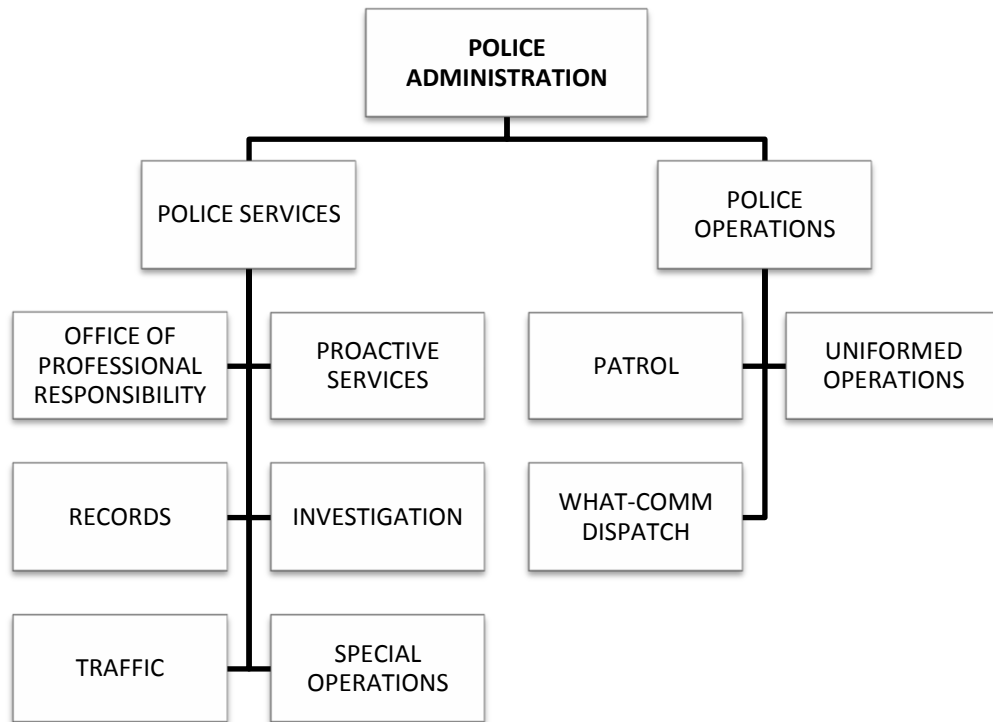 POLICE
ADMINISTRATION
POLICE SERVICES
POLICE
OPERATIONS
OFFICE OF
PROFESSIONAL
RESPONSIBILITY
PROACTIVE
SERVICES
PATROL
UNIFORMED
OPERATIONS
RECORDS
INVESTIGATION
WHAT-COMM
DISPATCH
TRAFFIC
SPECIAL
OPERATIONS